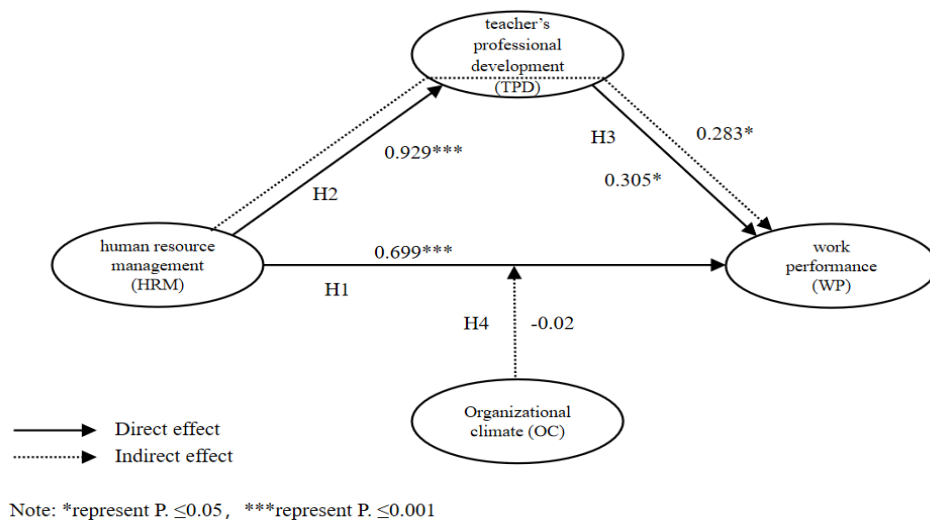 teacher's
professional
development
(TPD)
0.283*
H3
0.929***
0.305*
H2
human resource
management
(HRM)
0.699***
work
performance
(WP)
H1
H4
-0.02
Organizational
climate (OC)
Direct effect
Indirect effect
Note: *represent P. ≤0.05, ***represent P. ≤0.001